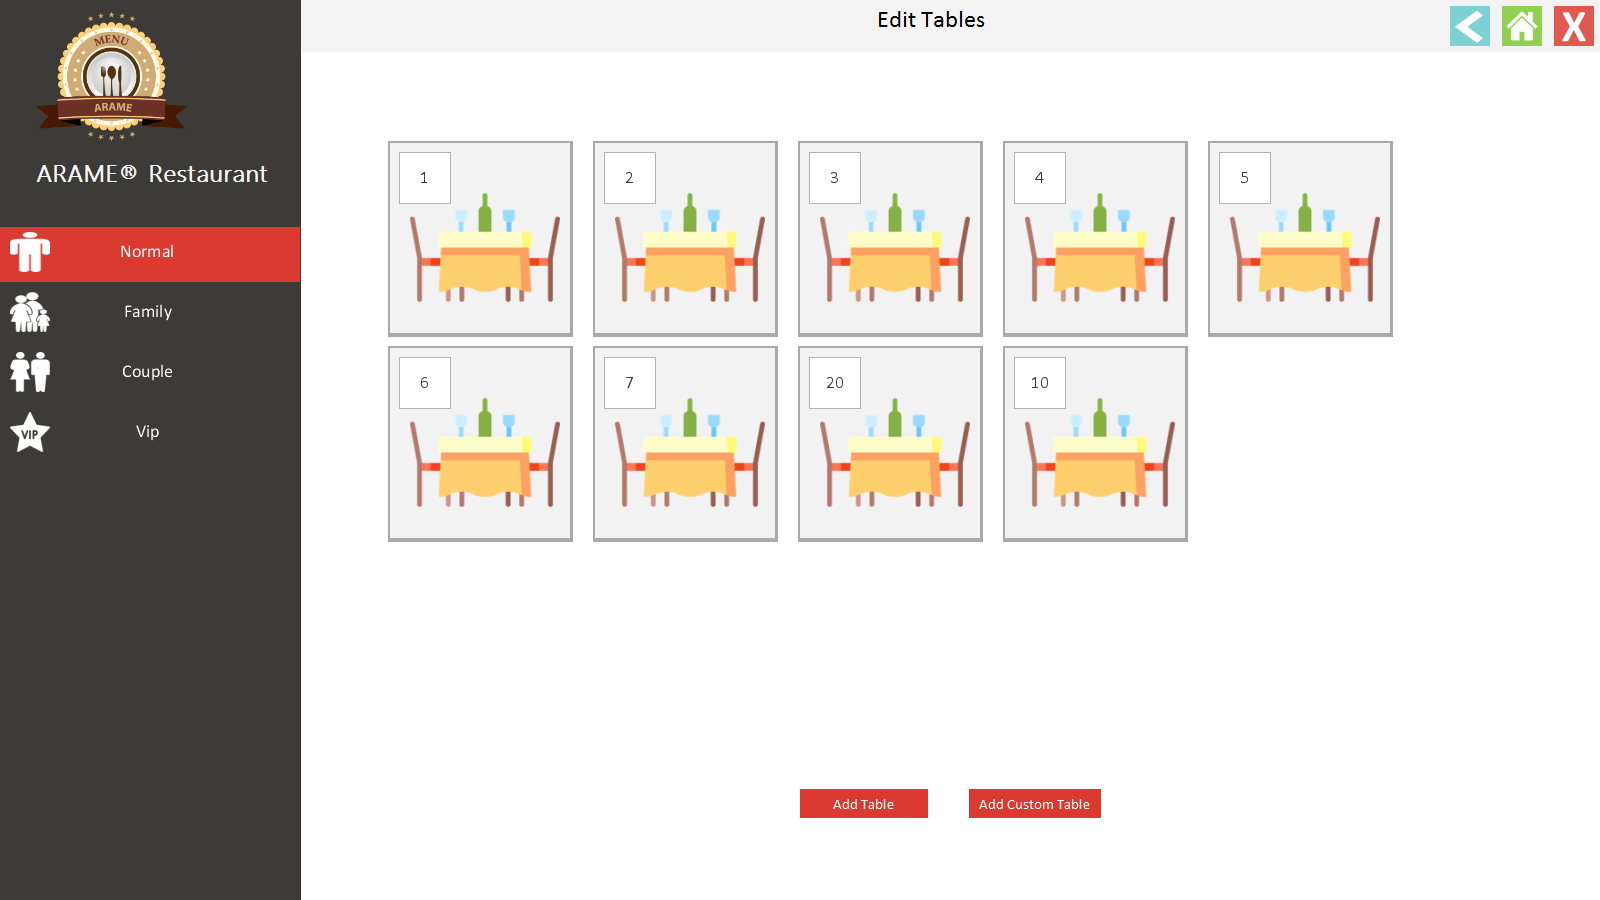 Edit Tables
MENU
ARAME
ARAME® Restaurant
Normal
Family
Couple
VIP
Vip
1
2
3
4
5
6
7
20
10
Add Table
Add Custom Table
X